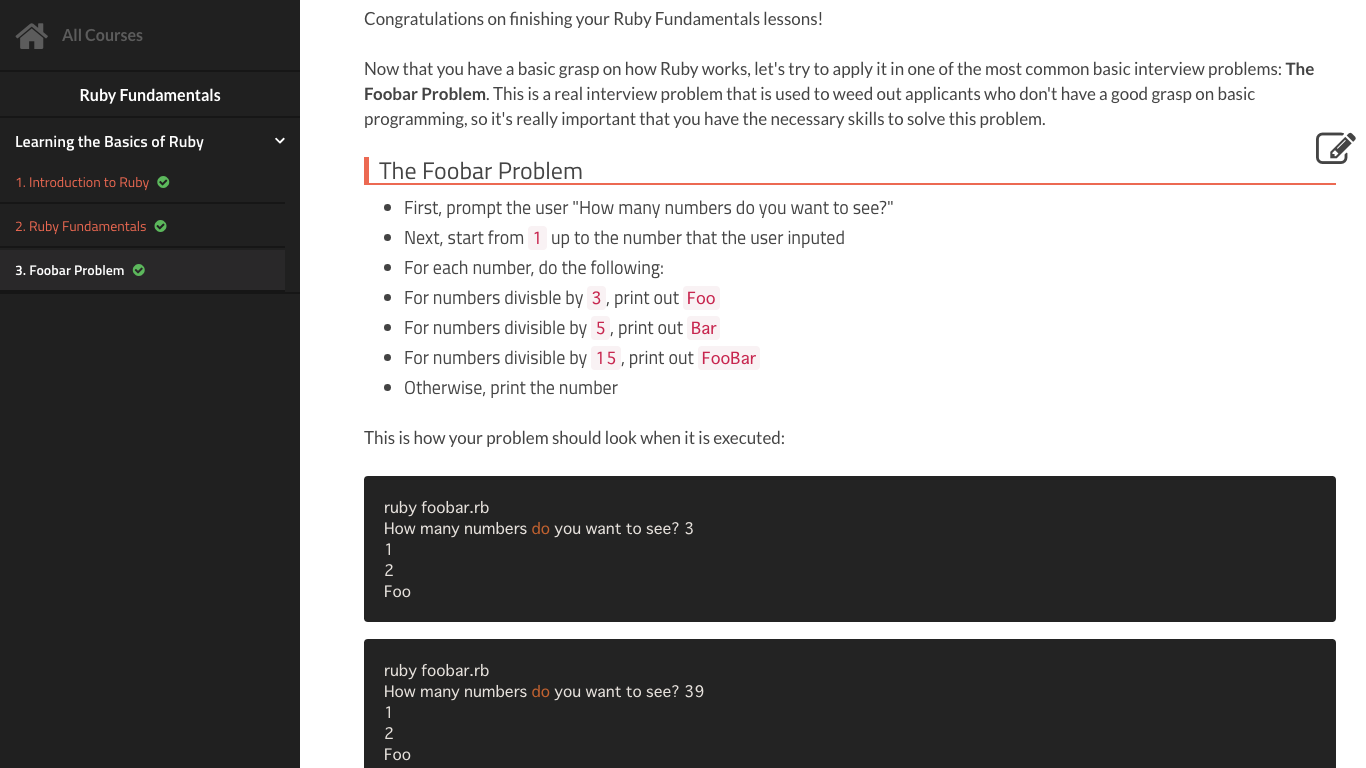 All Courses
Ruby Fundamentals
Learning the Basics of Ruby
1. Introduction to Ruby
2. Ruby Fundamentals
3. Foobar Problem
Congratulations on finishing your Ruby Fundamentals lessons!
Now that you have a basic grasp on how Ruby works, let's try to apply it in one of the most common basic interview problems: The
Foobar Problem. This is a real interview problem that is used to weed out applicants who don't have a good grasp on basic
programming, so it's really important that you have the necessary skills to solve this problem.
The Foobar Problem
First, prompt the user "How many numbers do you want to see?"
Next, start from 1 up to the number that the user inputed
For each number, do the following:
For numbers divisble by 3, print out Foo
For numbers divisible by 5, print out Bar
For numbers divisible by 15, print out FooBar
Otherwise, print the number
This is how your problem should look when it is executed:
ruby foobar.rb
How many numbers do you want to see? 3
1
2
Foo
ruby foobar.rb
How many numbers do you want to see? 39
1
2
Foo